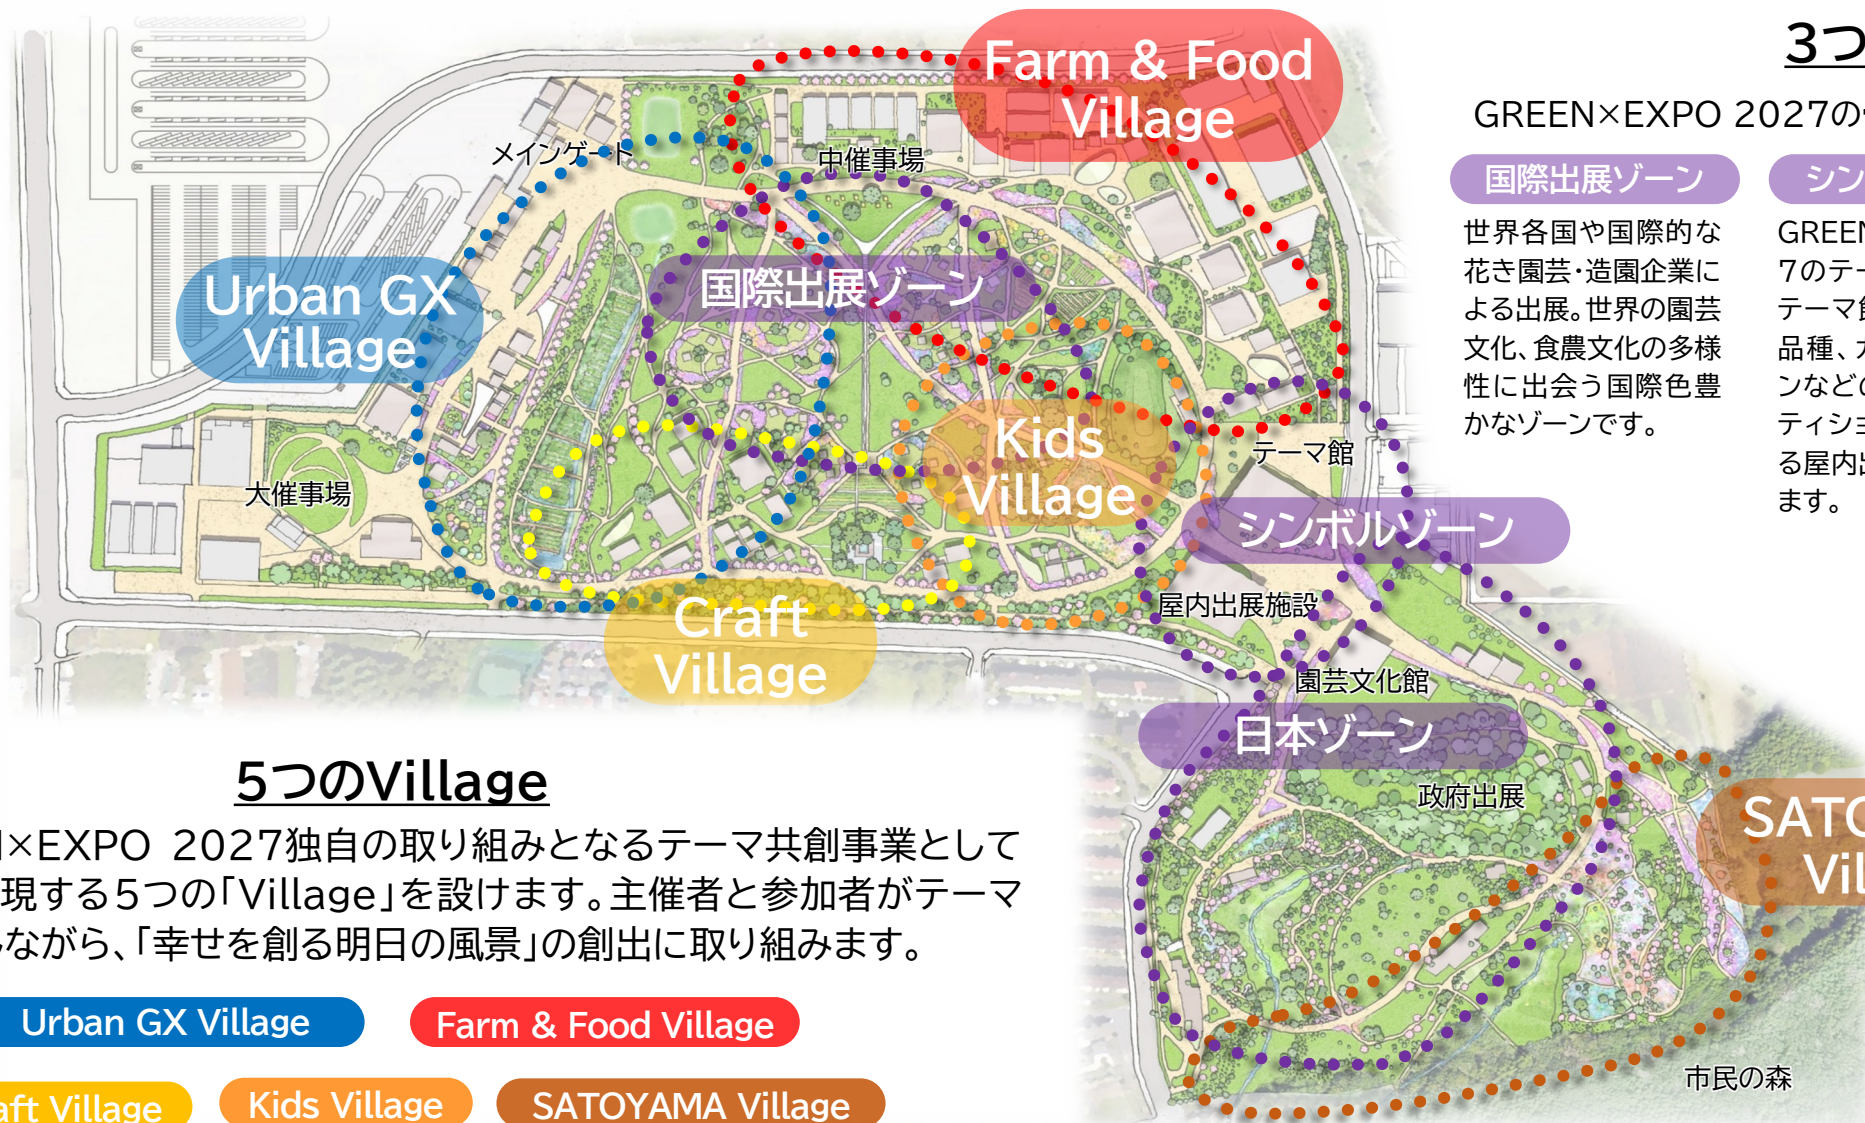 Farm & Food
Village
メインゲート
中催事場
Urban GX
Village
国際出展ゾーン
Kids
Village
テーマ館
大催事場
シンボルゾーン
屋内出展施設
Craft
Village
園芸文化館
日本ゾーン
政府出展
SATO
Vil
市民の森
3つ
GREEN×EXPO 2027の
国際出展ゾーン
世界各国や国際的な
花き園芸・造園企業に
よる出展。世界の園芸
文化、食農文化の多様
性に出会う国際色豊
かなゾーンです。
シン
GREEN
7のテー
テーマ館
品種、
ンなどの
ティショ
る屋内出
ます。
5つのVillage
×EXPO 2027独自の取り組みとなるテーマ共創事業として
現する5つの「Village」を設けます。主催者と参加者がテーマ
ながら、「幸せを創る明日の風景」の創出に取り組みます。
Urban GX Village
Farm & Food Village
aft Village
Kids Village
SATOYAMA Village